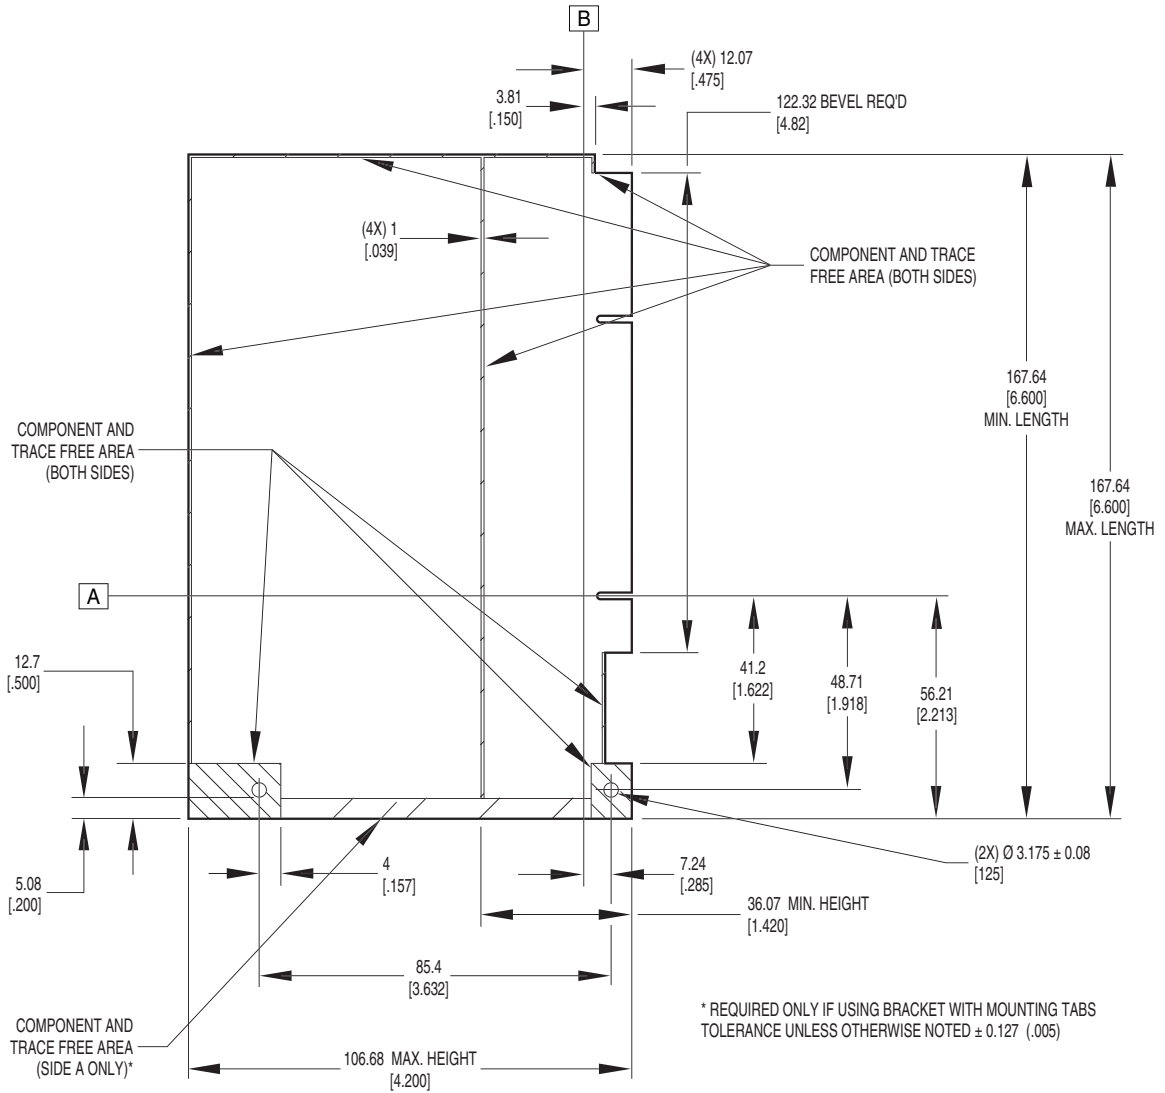 B
(4X) 12.07
[.475]
3.81
[.150]
122.32 BEVEL REQ'D
[4.82]
(4X) 1
[.039]
COMPONENT AND TRACE
FREE AREA (BOTH SIDES)
167.64
[6.600]
MIN. LENGTH
COMPONENT AND
TRACE FREE AREA
(BOTH SIDES)
167.64
[6.600]
MAX. LENGTH
A
12.7
[.500]
41.2
[1.622]
48.71
[1.918]
56.21
[2.213]
5.08
[.200]
4
[.157]
7.24
[.285]
(2X) Ø 3.175 ± 0.08
[125]
36.07 MIN. HEIGHT
[1.420]
85.4
[3.632]
* REQUIRED ONLY IF USING BRACKET WITH MOUNTING TABS
TOLERANCE UNLESS OTHERWISE NOTED ± 0.127 (.005)
COMPONENT AND
TRACE FREE AREA
(SIDE A ONLY)*
106.68 MAX. HEIGHT
[4.200]